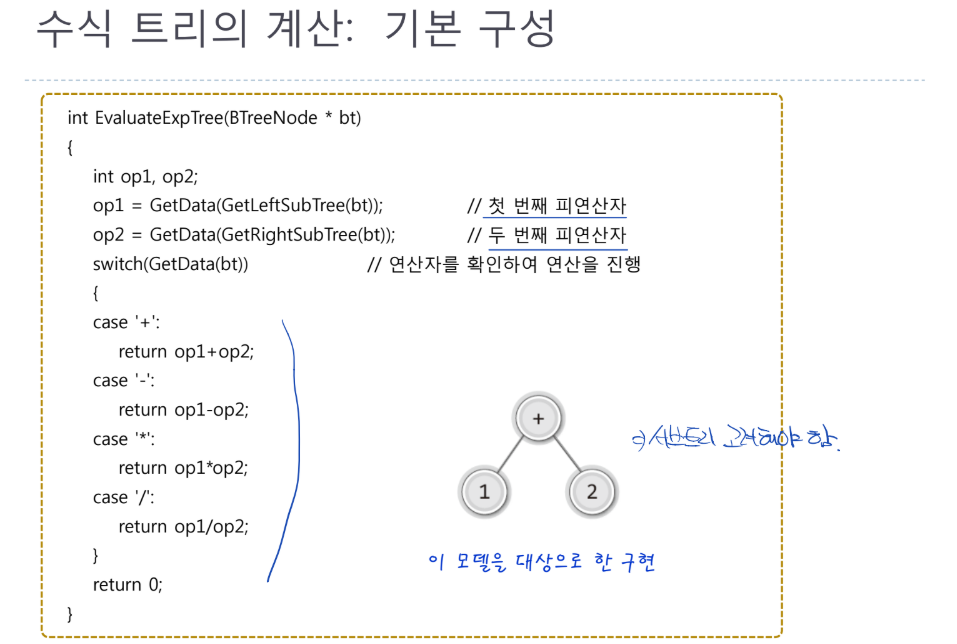 수식 트리의 계산: 기본 구성
int EvaluateExpTree(BTreeNode * bt)
{
int op1, op2;
op1 = GetData(GetLeftSubTree(bt)); // 첫 번째 피연산자
op2 = GetData(GetRightSubTree(bt)); // 두 번째 피연산자
switch(GetData(bt)) // 연산자를 확인하여 연산을 진행
{
case '+':
return op1+op2;
case '-':
return op1-op2;
case '*':
return op1*op2;
case '/':
return op1/op2;
}
return 0;
}
+
1 2
⇒ 서브트리 고려해야 함.
이 모델을 대상으로 한 구현